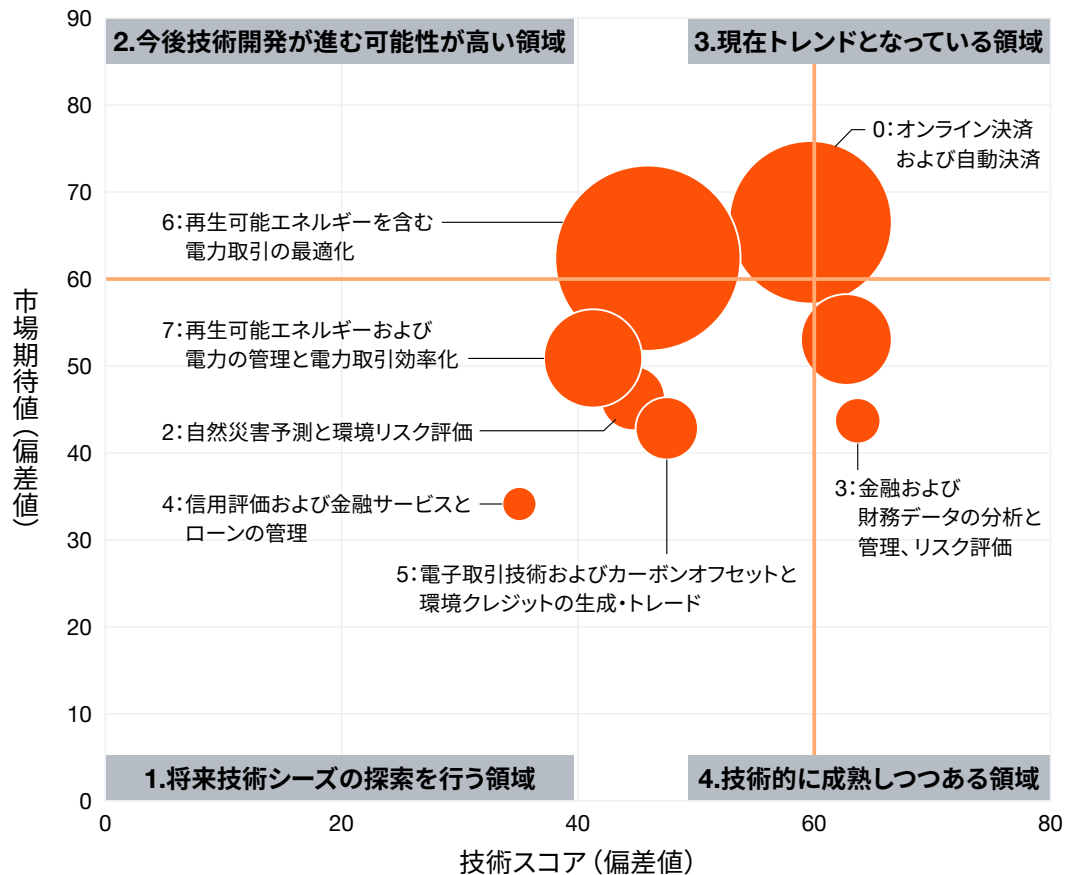 90
2.今後技術開発が進む可能性が高い領域
3.現在トレンドとなっている領域
80
0：オンライン決済
および自動決済
70
6：再生可能エネルギーを含む
電力取引の最適化
60
7：再生可能エネルギーおよび
電力の管理と電力取引効率化
50
2：自然災害予測と環境リスク評価
40
4：信用評価および金融サービスと
ローンの管理
3：金融および
財務データの分析と
管理、リスク評価
30
5：電子取引技術およびカーボンオフセットと
環境クレジットの生成・トレード
20
10
1.将来技術シーズの探索を行う領域
4.技術的に成熟しつつある領域
0
市場期待値（偏差値）
0
20
40
60
80
技術スコア（偏差値）